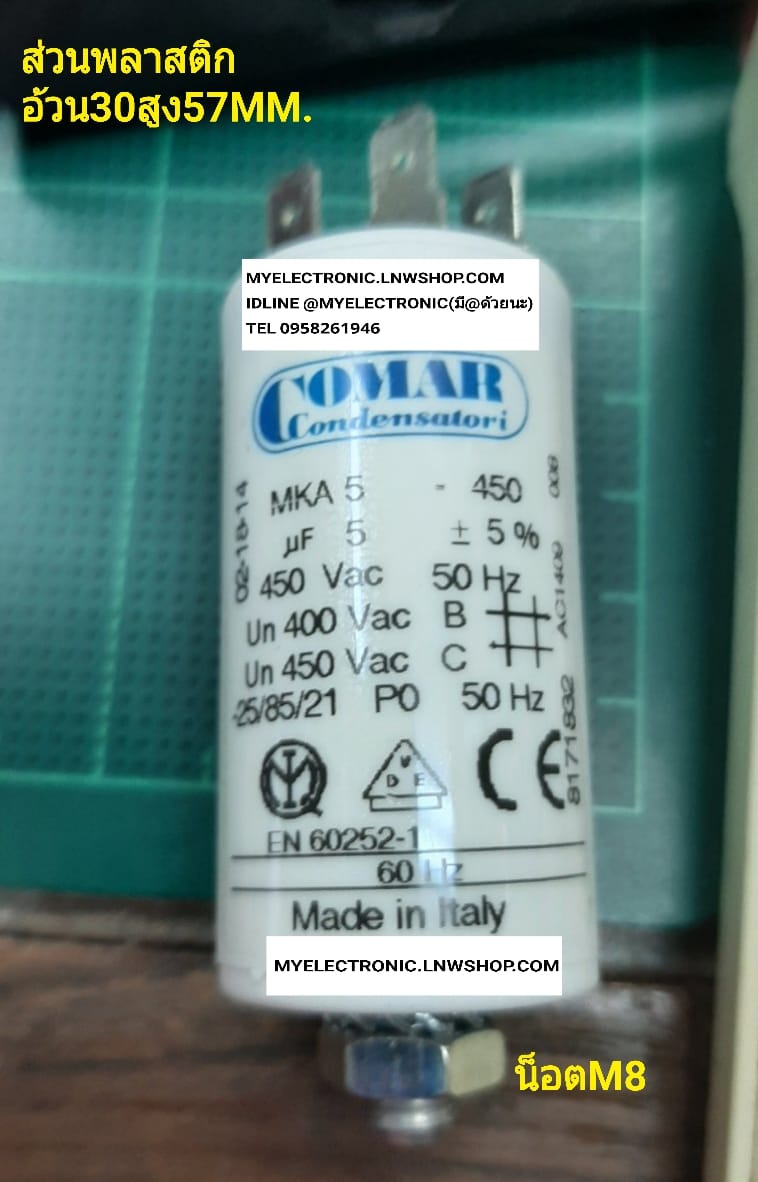 ส่วนพลาสติก
อ้วน30สูง57MM.
MYELECTRONIC.LNWSHOP.COM
IDLINE @MYELECTRONIC(มี@ด้วยนะ)
TEL 0958261946
COMAR
Condensatori
MKA 5 - 450
µF 5 ± 5 %
450 Vac 50 Hz
Un 400 Vac B
Un 450 Vac C
-25/85/21 P0 50 Hz
02-18-14
008
AC1409
8171832
VDE
CE
EN 60252-1
60 Hz
Made in Italy
MYELECTRONIC.LNWSHOP.COM
น็อตM8